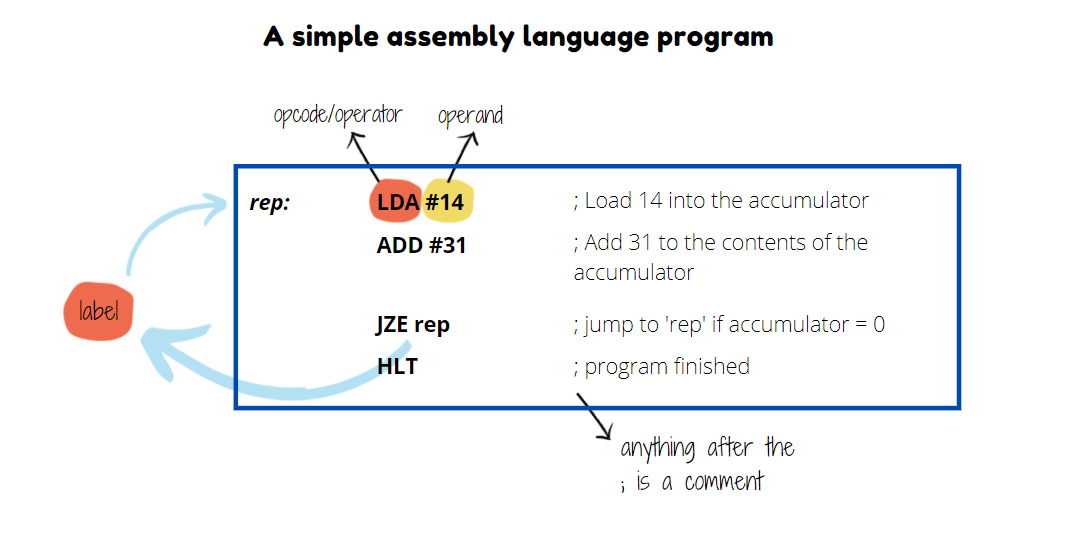 A simple assembly language program
opcode/operator operand
rep: LDA #14 ; Load 14 into the accumulator
ADD #31 ; Add 31 to the contents of the
accumulator
label
JZE rep ; jump to 'rep' if accumulator = 0
HLT ; program finished
anything after the
; is a comment